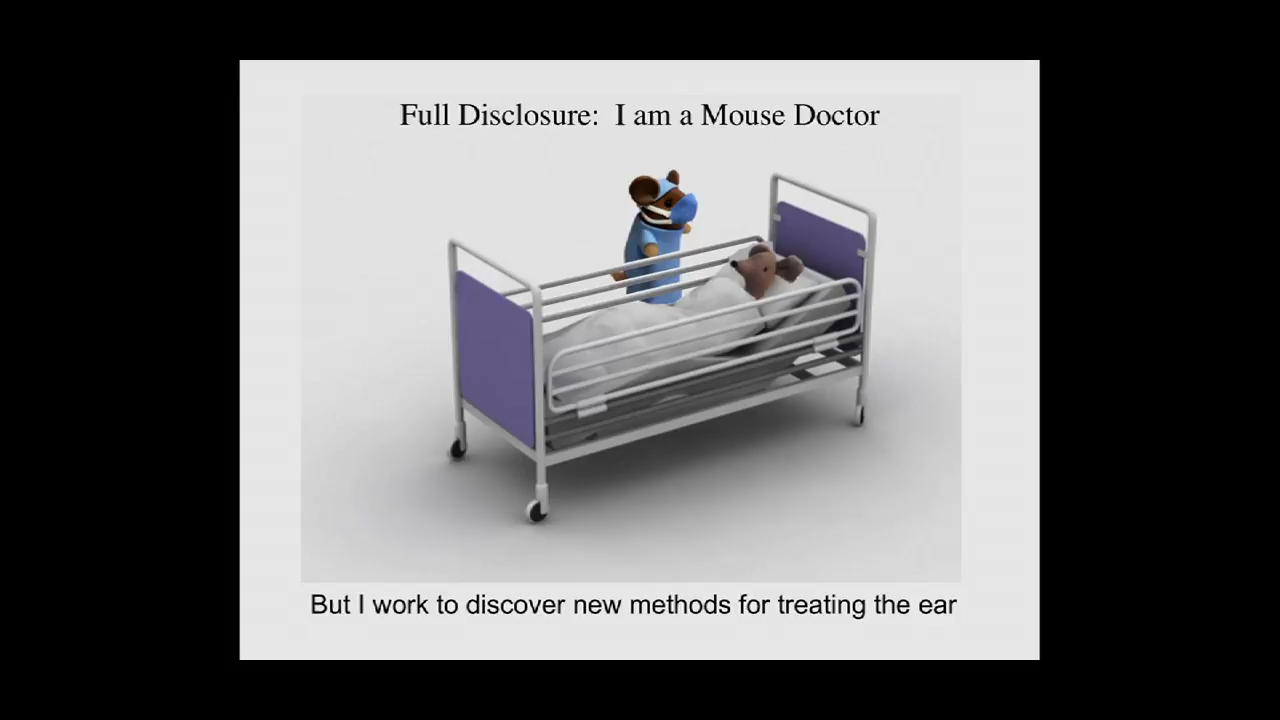 Full Disclosure:  I am a Mouse Doctor
But I work to discover new methods for treating the ear